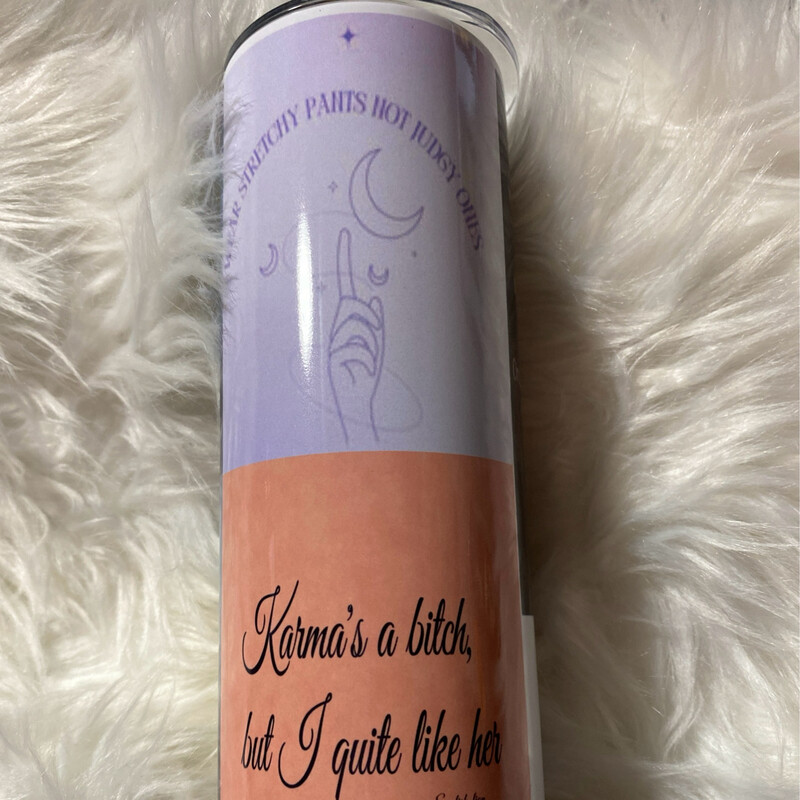 WEAR STRETCHY PANTS NOT JUDGY ONES
Karma's a bitch,
but I quite like her